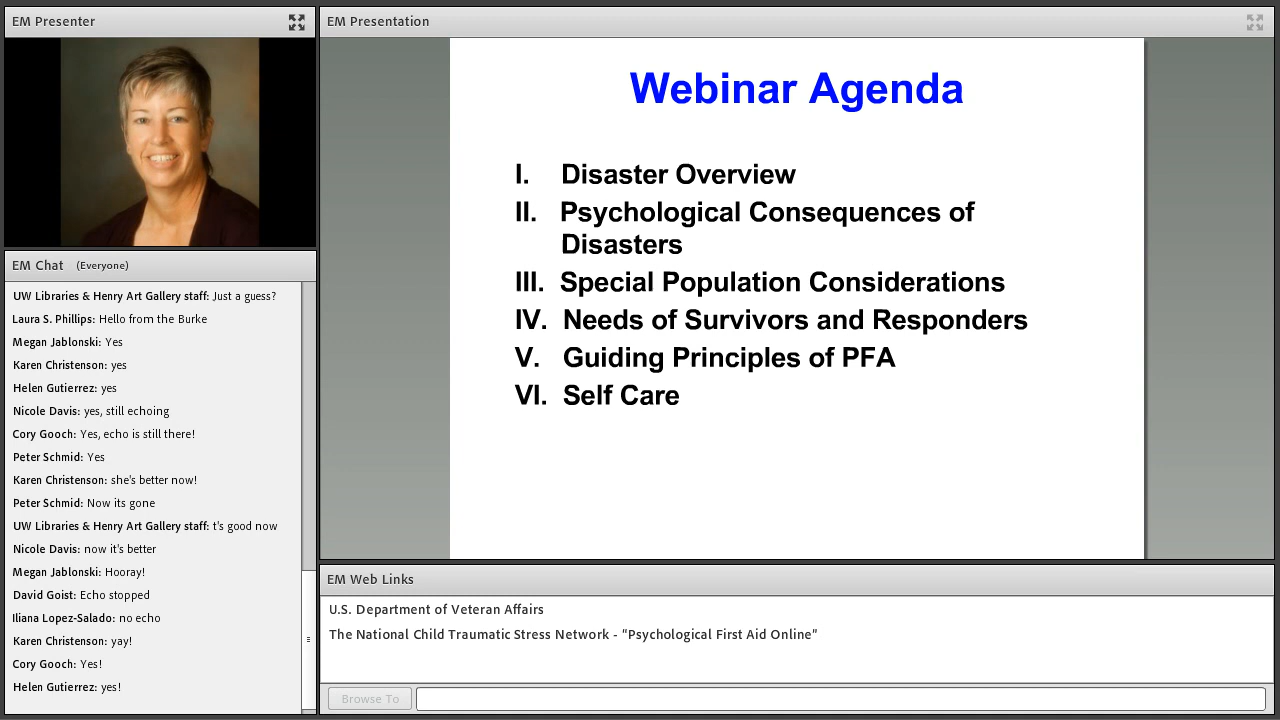 EM Presenter
EM Chat (Everyone)
UW Libraries & Henry Art Gallery staff: Just a guess?
Laura S. Phillips: Hello from the Burke
Megan Jablonski: Yes
Karen Christenson: yes
Helen Gutierrez: yes
Nicole Davis: yes, still echoing
Cory Gooch: Yes, echo is still there!
Peter Schmid: Yes
Karen Christenson: she's better now!
Peter Schmid: Now its gone
UW Libraries & Henry Art Gallery staff: t's good now
Nicole Davis: now it's better
Megan Jablonski: Hooray!
David Goist: Echo stopped
Iliana Lopez-Salado: no echo
Karen Christenson: yay!
Cory Gooch: Yes!
Helen Gutierrez: yes!
EM Presentation
Webinar Agenda
I. Disaster Overview
II. Psychological Consequences of
Disasters
III. Special Population Considerations
IV. Needs of Survivors and Responders
V. Guiding Principles of PFA
VI. Self Care
EM Web Links
U.S. Department of Veteran Affairs
The National Child Traumatic Stress Network - "Psychological First Aid Online"
Browse To